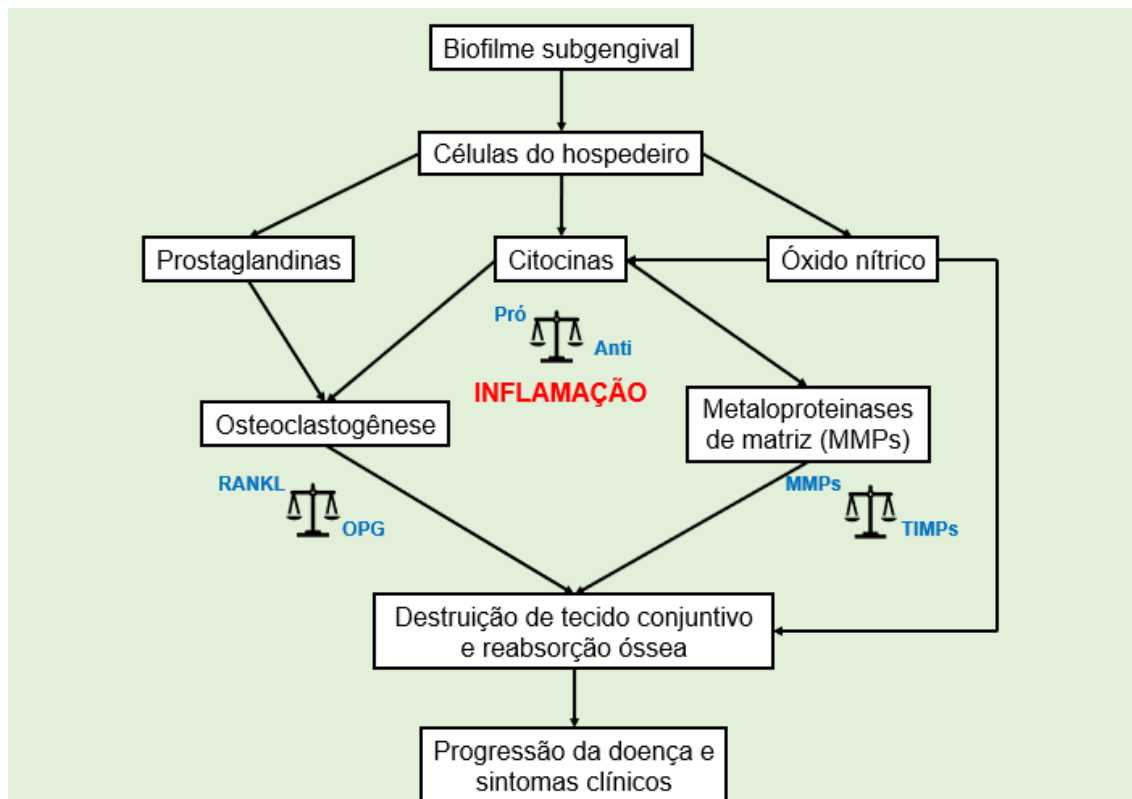 Biofilme subgengival
Células do hospedeiro
Prostaglandinas
Citocinas
Óxido nítrico
Pró
Anti
INFLAMAÇÃO
Osteoclastogênese
Metaloproteinases
de matriz (MMPs)
RANKL
OPG
MMPs
TIMPs
Destruição de tecido conjuntivo
e reabsorção óssea
Progressão da doença e
sintomas clínicos